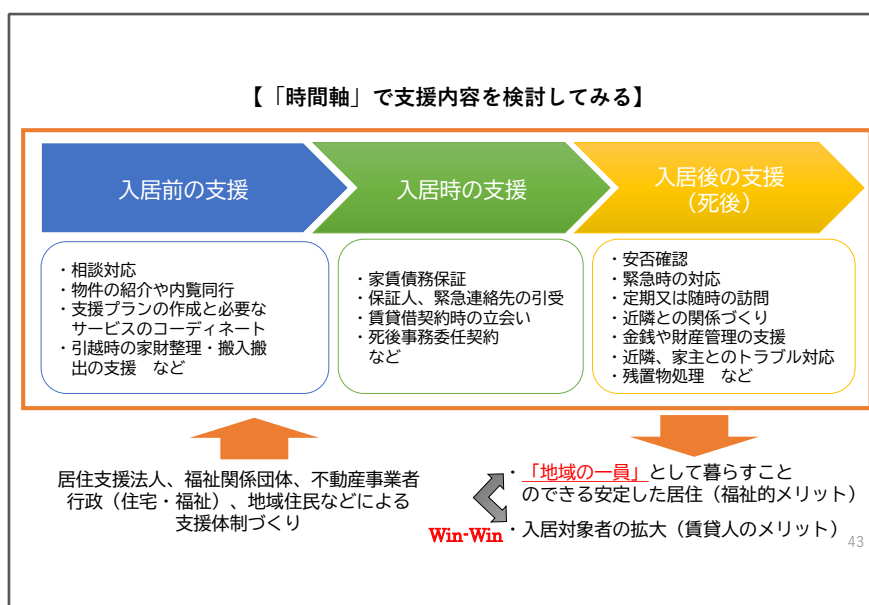 【「時間軸」で支援内容を検討してみる】
入居前の支援
入居時の支援
入居後の支援
（死後）
・相談対応
・物件の紹介や内覧同行
・支援プランの作成と必要な
サービスのコーディネート
・引越時の家財整理・搬入搬
出の支援　など
・家賃債務保証
・保証人、緊急連絡先の引受
・賃貸借契約時の立会い
・死後事務委任契約
など
・安否確認
・緊急時の対応
・定期又は随時の訪問
・近隣との関係づくり
・金銭や財産管理の支援
・近隣、家主とのトラブル対応
・残置物処理　など
居住支援法人、福祉関係団体、不動産事業者
行政（住宅・福祉）、地域住民などによる
支援体制づくり
・「地域の一員」として暮らすこと
のできる安定した居住（福祉的メリット）
Win-Win
・入居対象者の拡大（賃貸人のメリット）
43